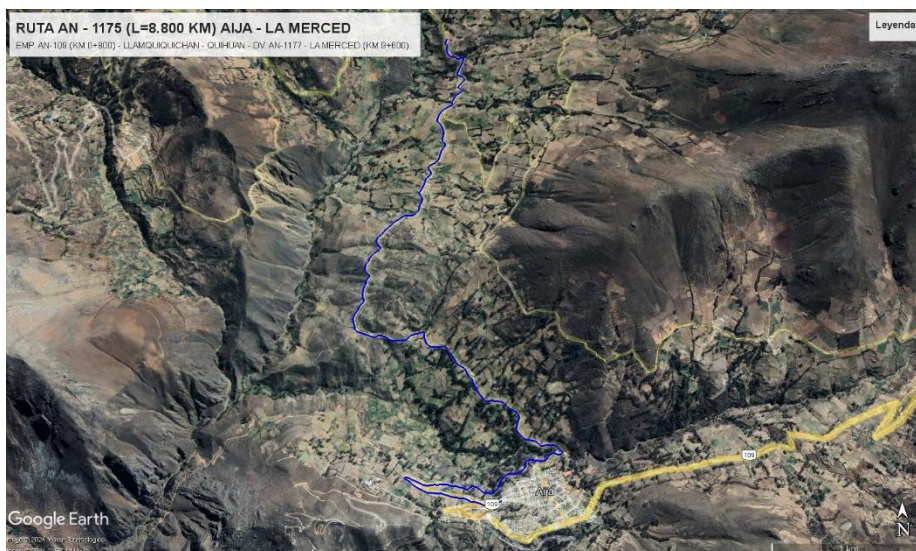 RUTA AN - 1175 (L=8.800 KM) AIJA - LA MERCED
EMP. AN-109 (KM 0+800) - LLAMQUIQUICHAN - QUIHUAN - DV. AN-1177 - LA MERCED (KM 9+600).
Leyenda
109
109
Aija
Google Earth
km
N